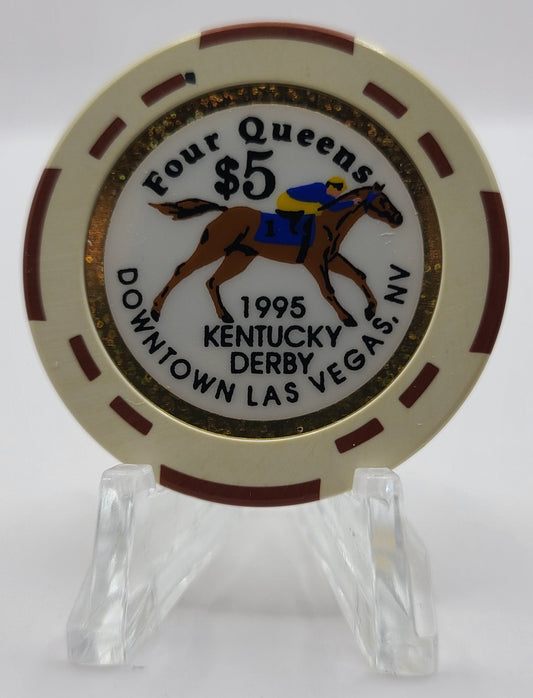 Four Queens
$5
1
1995
KENTUCKY
DERBY
DOWNTOWN LAS VEGAS, NV